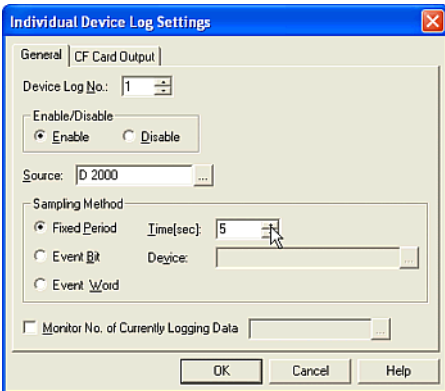 Individual Device Log Settings
General CF Card Output
Device Log No.: 1
Enable/Disable
Enable Disable
Source: D 2000 ...
Sampling Method
Fixed Period Time[sec]: 5
Event Bit Device: ...
Event Word
Monitor No. of Currently Logging Data ...
OK Cancel Help